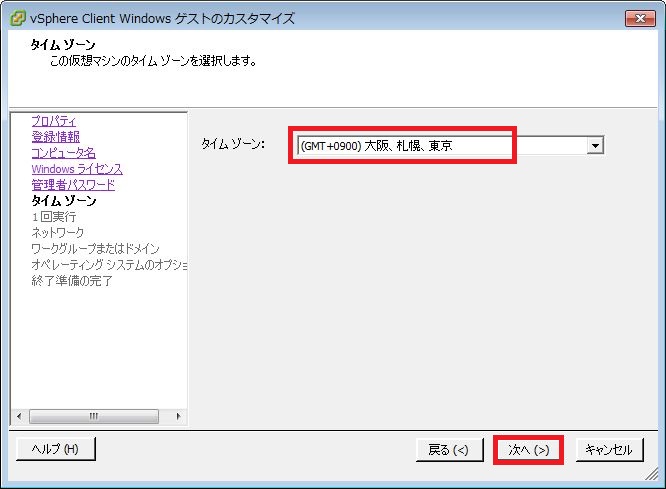 vSphere Client Windows ゲストのカスタマイズ
タイム ゾーン
この仮想マシンのタイム ゾーンを選択します。
プロパティ
登録情報
コンピュータ名
Windows ライセンス
管理者パスワード
タイム ゾーン
1 回実行
ネットワーク
ワークグループまたはドメイン
オペレーティング システムのオプショ
終了準備の完了
タイム ゾーン:
(GMT+0900) 大阪、札幌、東京
ヘルプ (H)
戻る (<)
次へ (>)
キャンセル